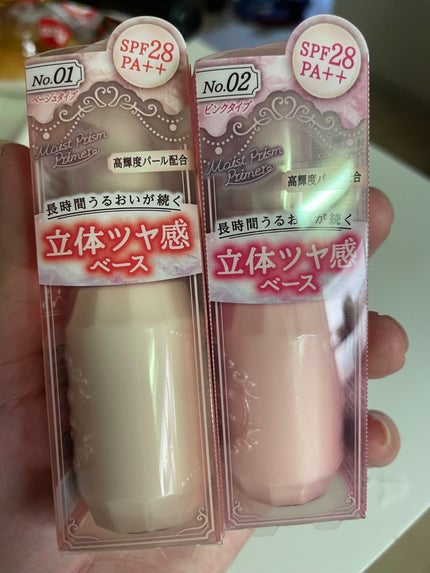 SPF28
PA++
No.01
ベージュタイプ
Moist Prism
Primer
高輝度パール配合
長時間うるおいが続く
立体ツヤ感
ベース
SPF28
PA++
No.02
ピンクタイプ
Moist Prism
Primer
高輝度パール 合
長時間うるおいが続く
立体ツヤ感
ベース